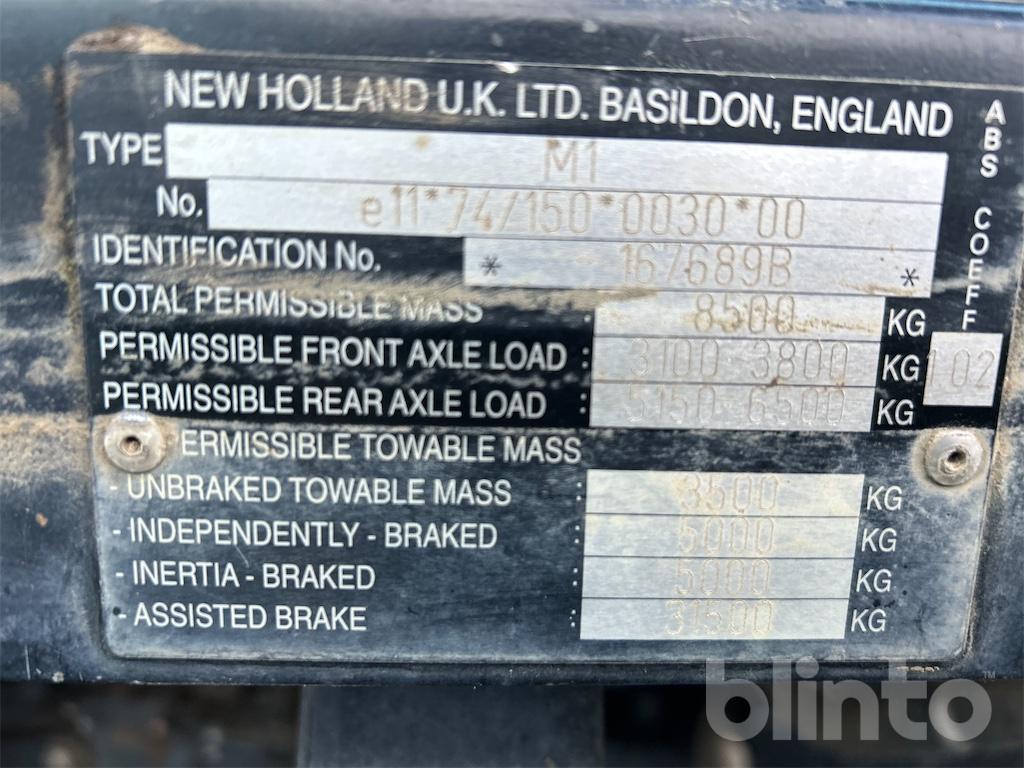 NEW HOLLAND U.K. LTD. BASILDON, ENGLAND
TYPE M1
No. e11*74/150*0030*00
IDENTIFICATION No. * 167689B *
TOTAL PERMISSIBLE MASS : 8500 KG
PERMISSIBLE FRONT AXLE LOAD : 3100-3800 KG
PERMISSIBLE REAR AXLE LOAD : 5150-6500 KG
ABS COEFF
1.02
ERMISSIBLE TOWABLE MASS
- UNBRAKED TOWABLE MASS : 3500 KG
- INDEPENDENTLY - BRAKED : 5000 KG
- INERTIA - BRAKED : 5000 KG
- ASSISTED BRAKE : 31500 KG
blinto™